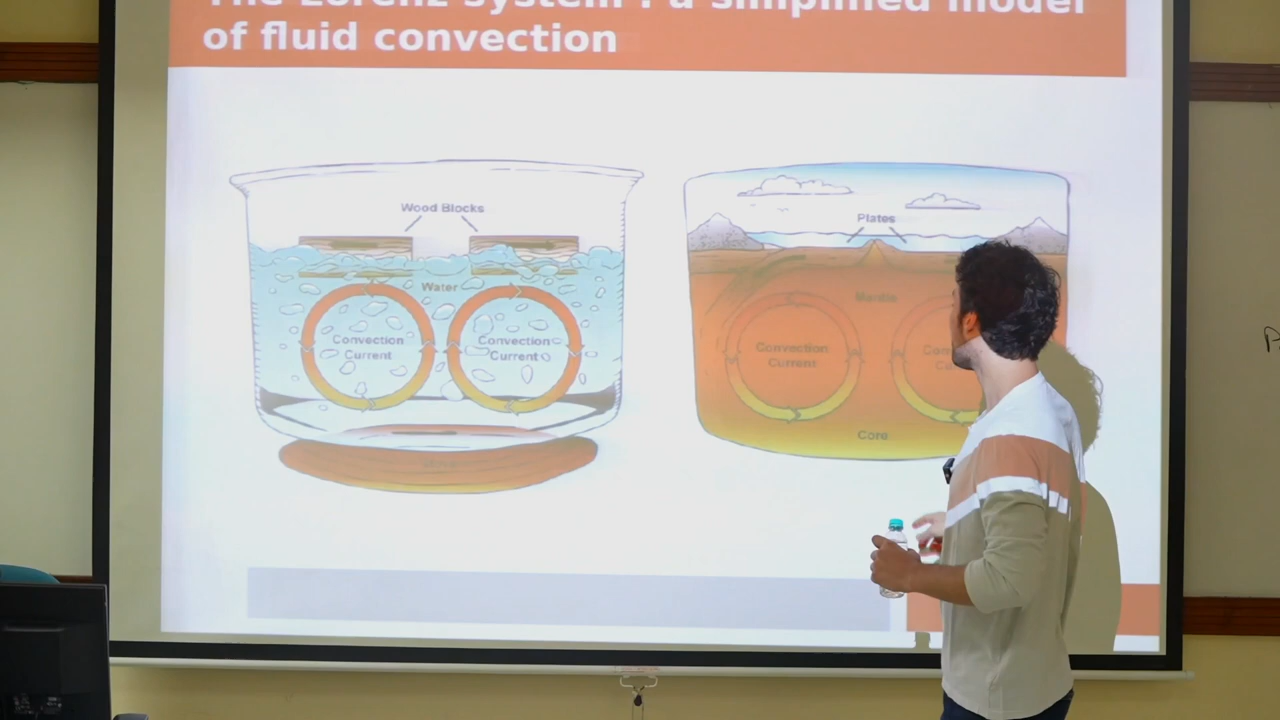 The Lorenz system : a simplified model
of fluid convection
Wood Blocks
Water
Convection
Current
Convection
Current
Plates
Mantle
Convection
Current
Core